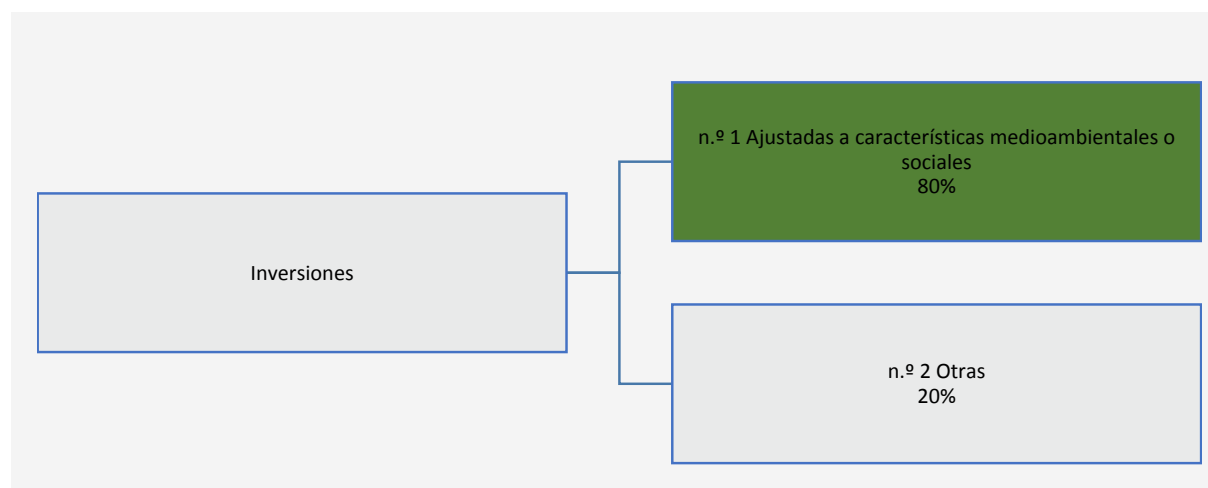 n.º 1 Ajustadas a características medioambientales o
sociales
80%
Inversiones
n.º 2 Otras
20%